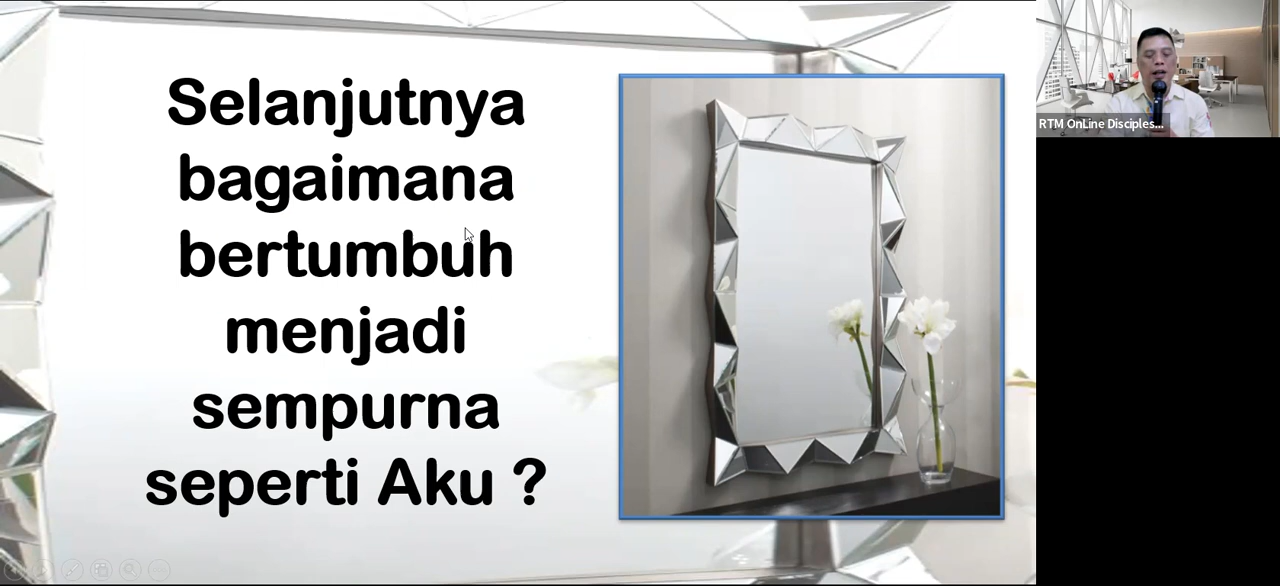 Selanjutnya
bagaimana
bertumbuh
menjadi
sempurna
seperti Aku ?
RTM OnLine Disciples...